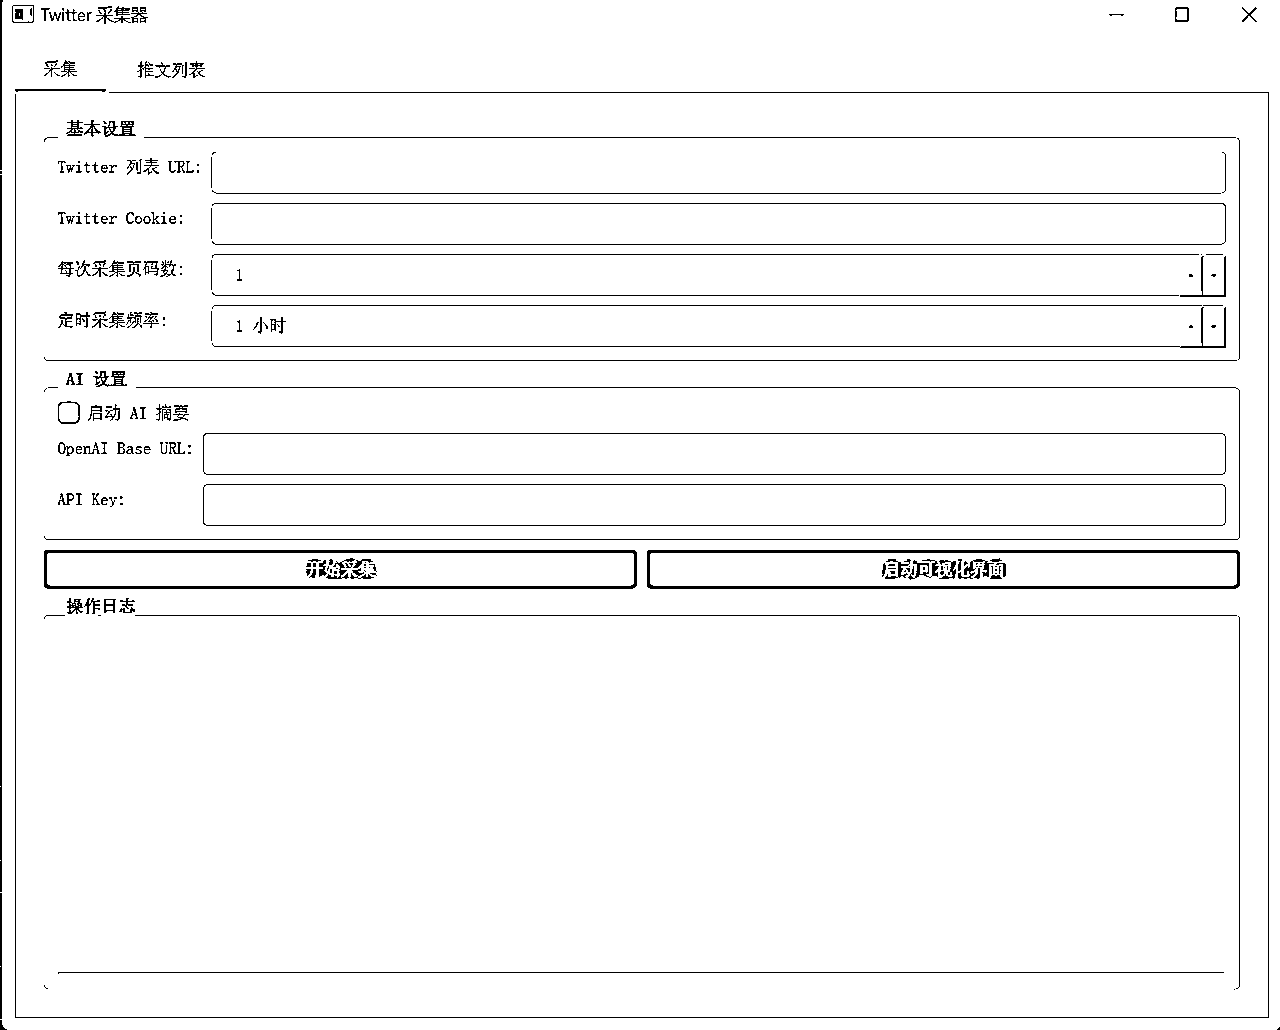 Twitter 采集器
采集
推文列表
基本设置
Twitter 列表 URL:
Twitter Cookie:
每次采集页码数:
1
定时采集频率:
1 小时
AI 设置
启动 AI 摘要
OpenAI Base URL:
API Key:
开始采集
启动可视化界面
操作日志